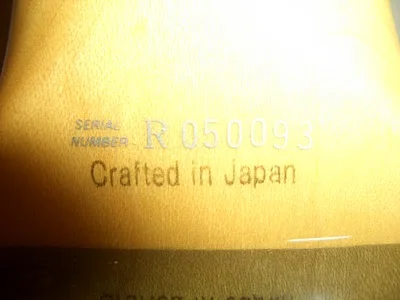 SERIAL
NUMBER - R 050093
Crafted in Japan